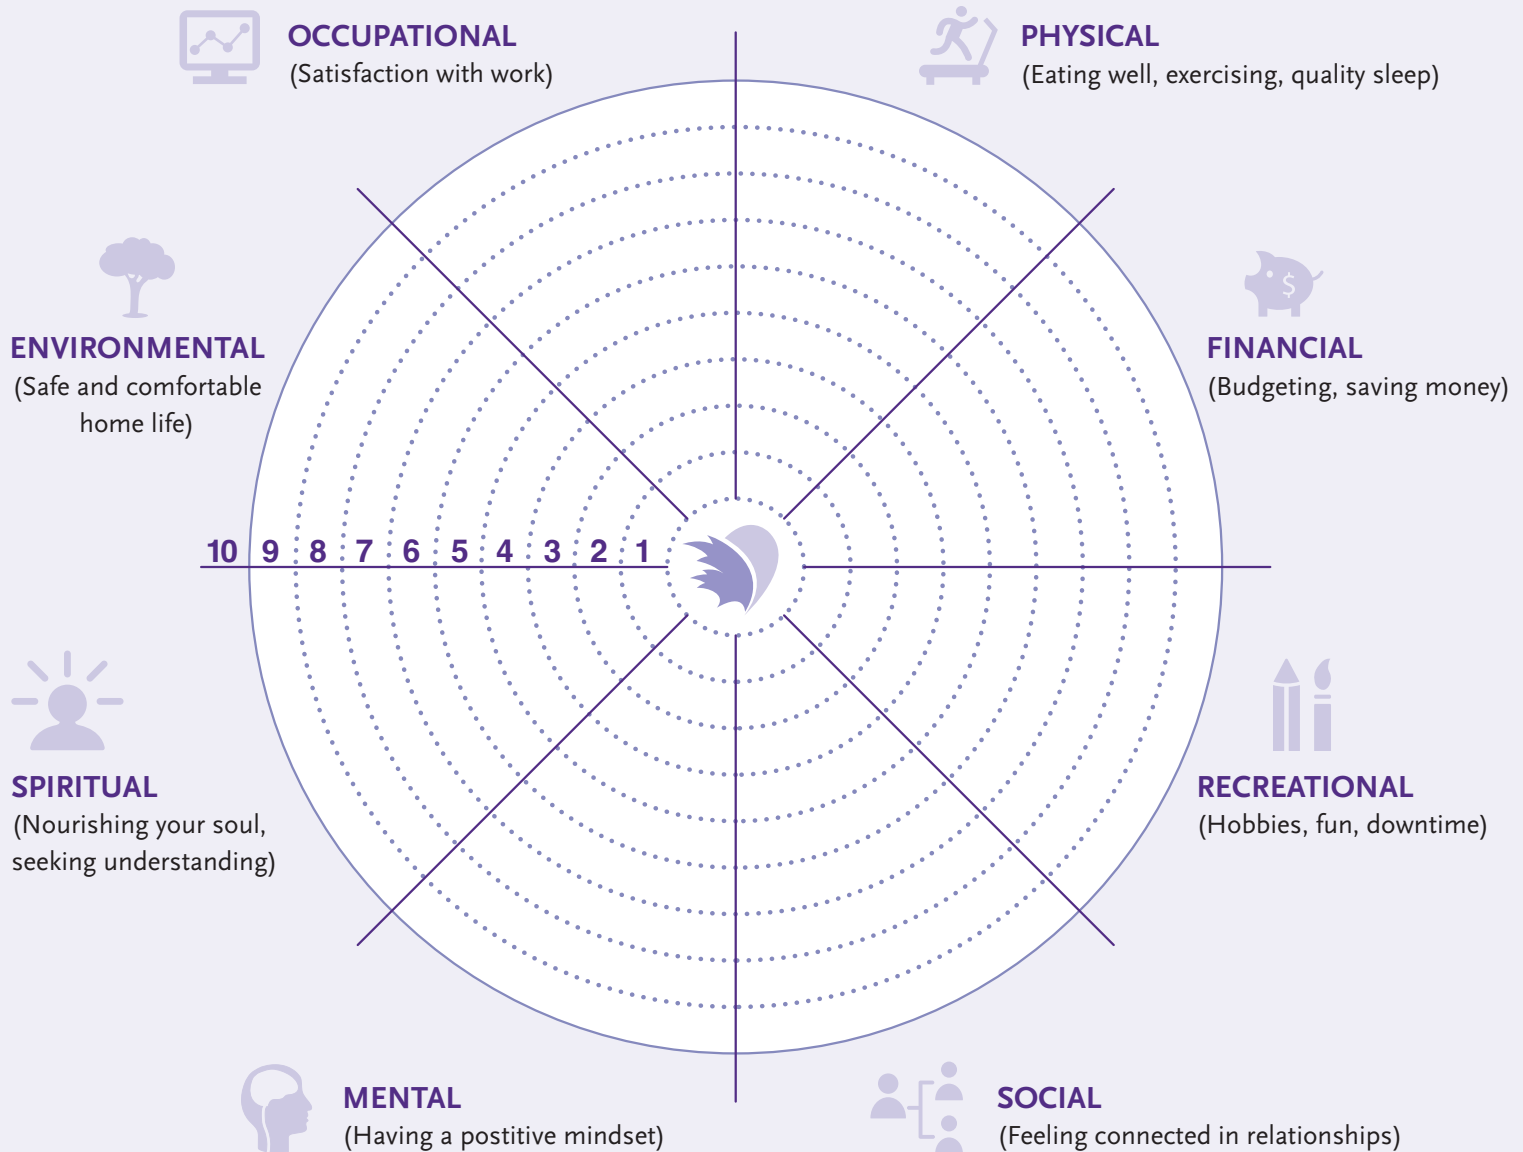 OCCUPATIONAL
(Satisfaction with work)
PHYSICAL
(Eating well, exercising, quality sleep)
ENVIRONMENTAL
(Safe and comfortable
home life)
$
FINANCIAL
(Budgeting, saving money)
10 9 8 7 6 5 4 3 2 1
SPIRITUAL
(Nourishing your soul,
seeking understanding)
RECREATIONAL
(Hobbies, fun, downtime)
MENTAL
(Having a postitive mindset)
SOCIAL
(Feeling connected in relationships)